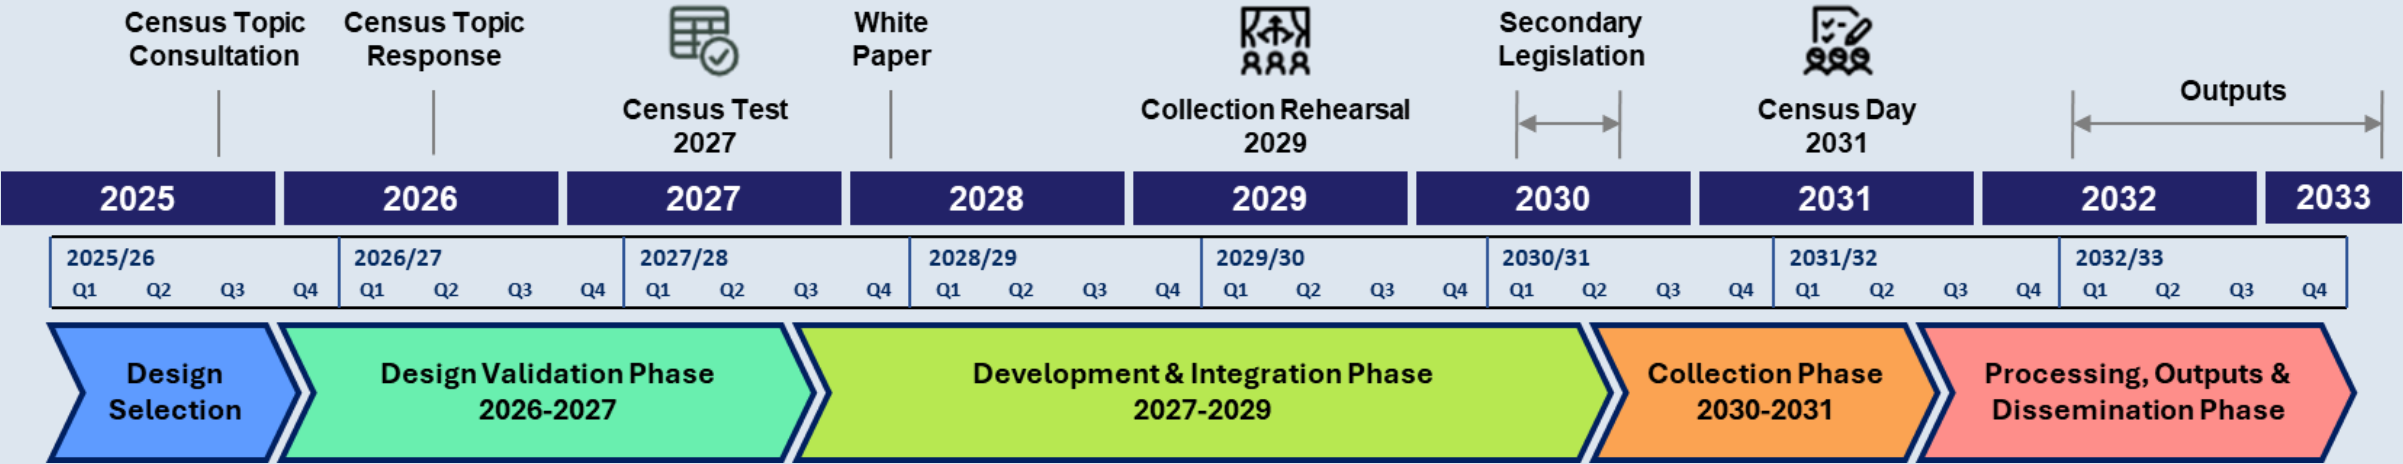 Census Topic
Consultation
Census Topic
Response
Census Test
2027
White
Paper
Collection Rehearsal
2029
Secondary
Legislation
Census Day
2031
Outputs
2025
2026
2027
2028
2029
2030
2031
2032
2033
2025/26
Q1 Q2 Q3 Q4
2026/27
Q1 Q2 Q3 Q4
2027/28
Q1 Q2 Q3 Q4
2028/29
Q1 Q2 Q3 Q4
2029/30
Q1 Q2 Q3 Q4
2030/31
Q1 Q2 Q3 Q4
2031/32
Q1 Q2 Q3 Q4
2032/33
Q1 Q2 Q3 Q4
Design
Selection
Design Validation Phase
2026-2027
Development & Integration Phase
2027-2029
Collection Phase
2030-2031
Processing, Outputs &
Dissemination Phase